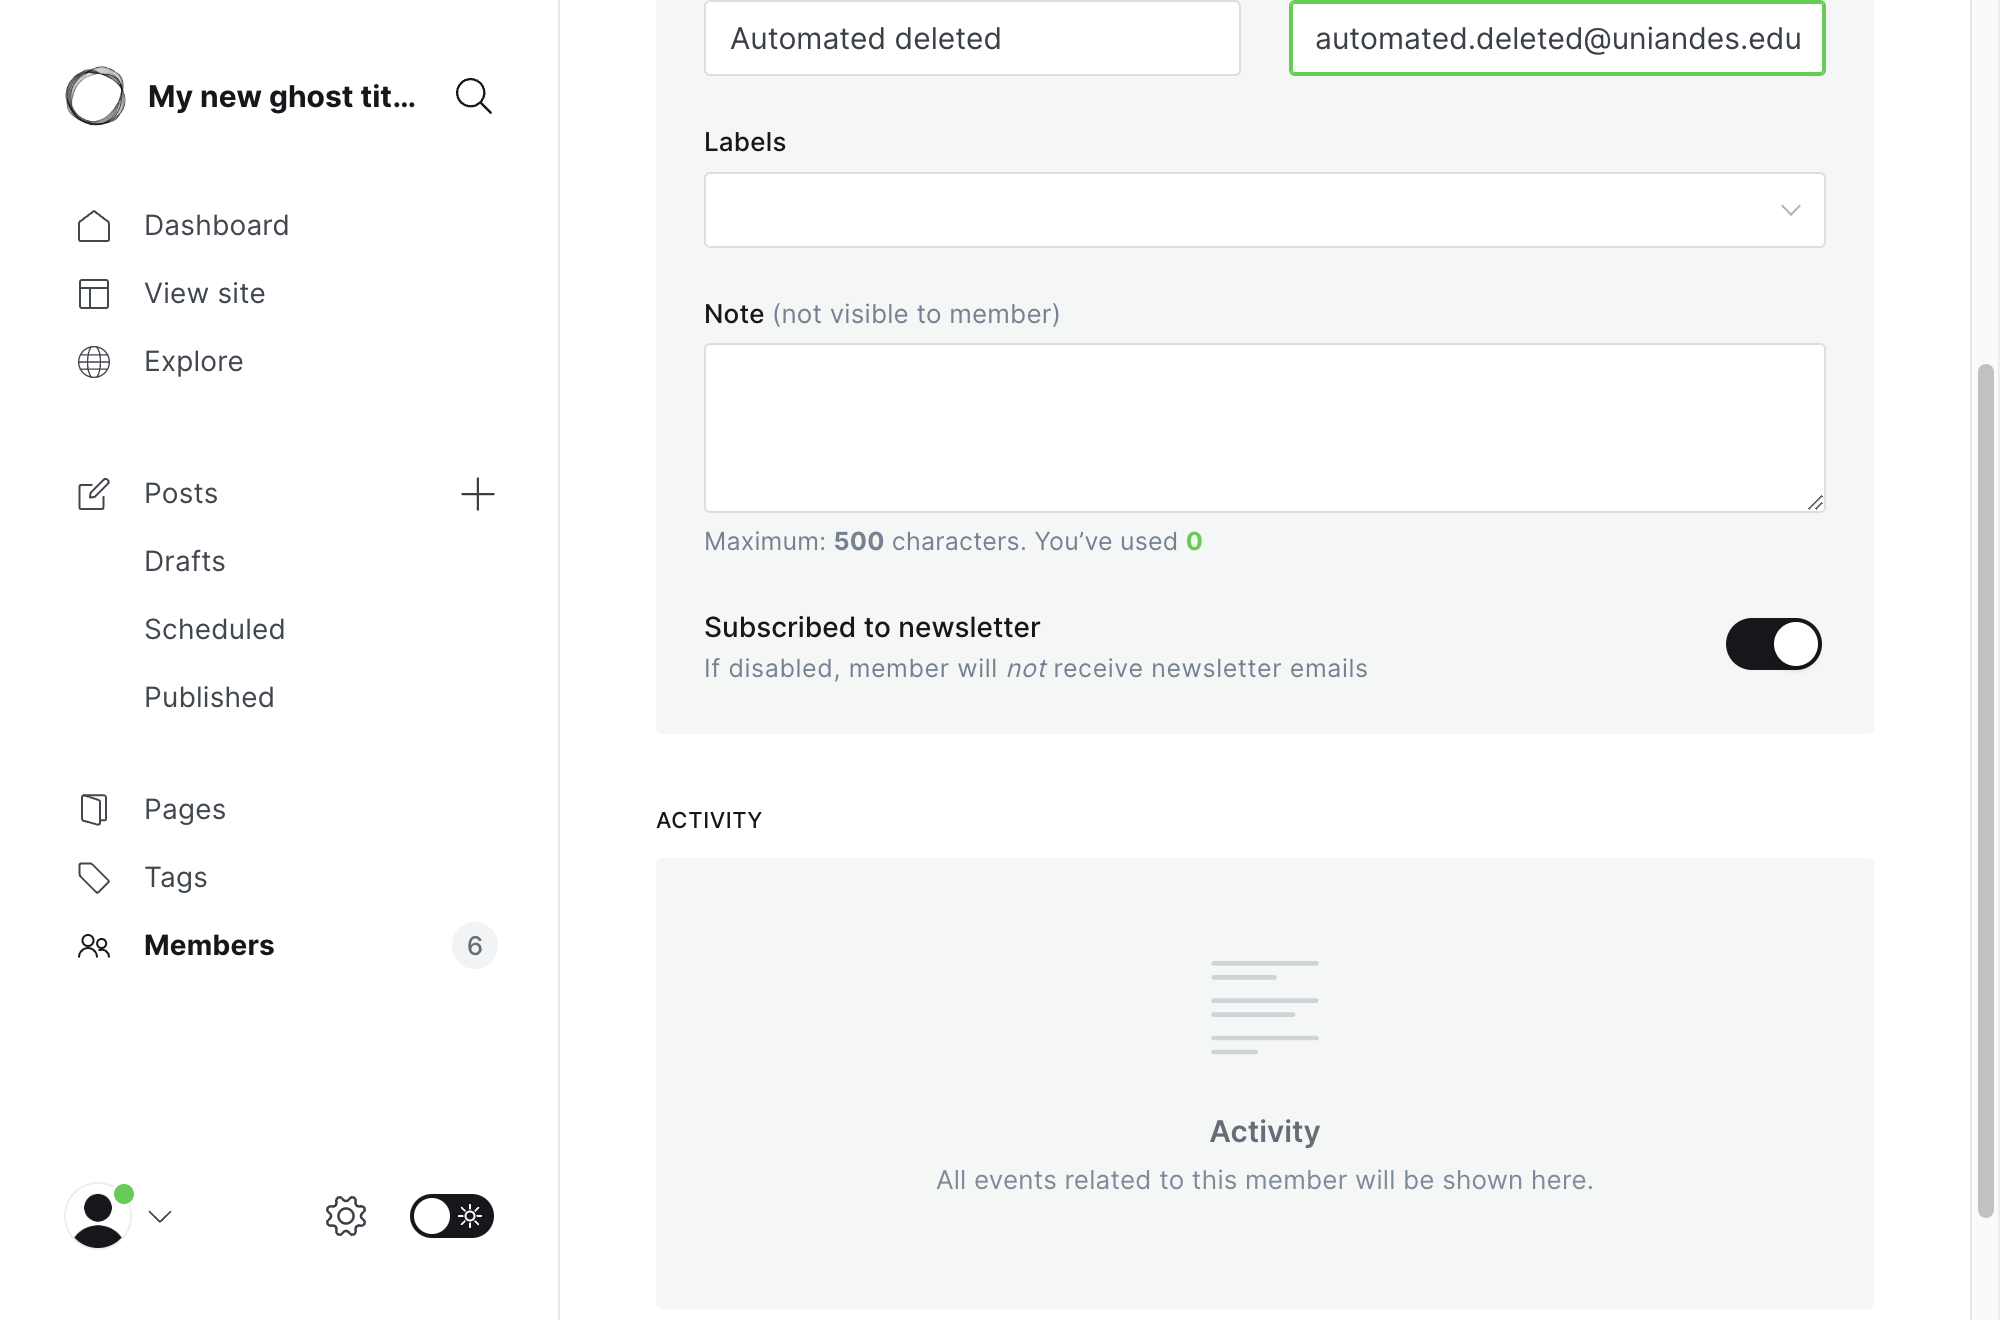 My new ghost tit...
Dashboard
View site
Explore
Posts
Drafts
Scheduled
Published
Pages
Tags
Members 6
Automated deleted
automated.deleted@uniandes.edu
Labels
Note (not visible to member)
Maximum: 500 characters. You’ve used 0
Subscribed to newsletter
If disabled, member will not receive newsletter emails
ACTIVITY
Activity
All events related to this member will be shown here.